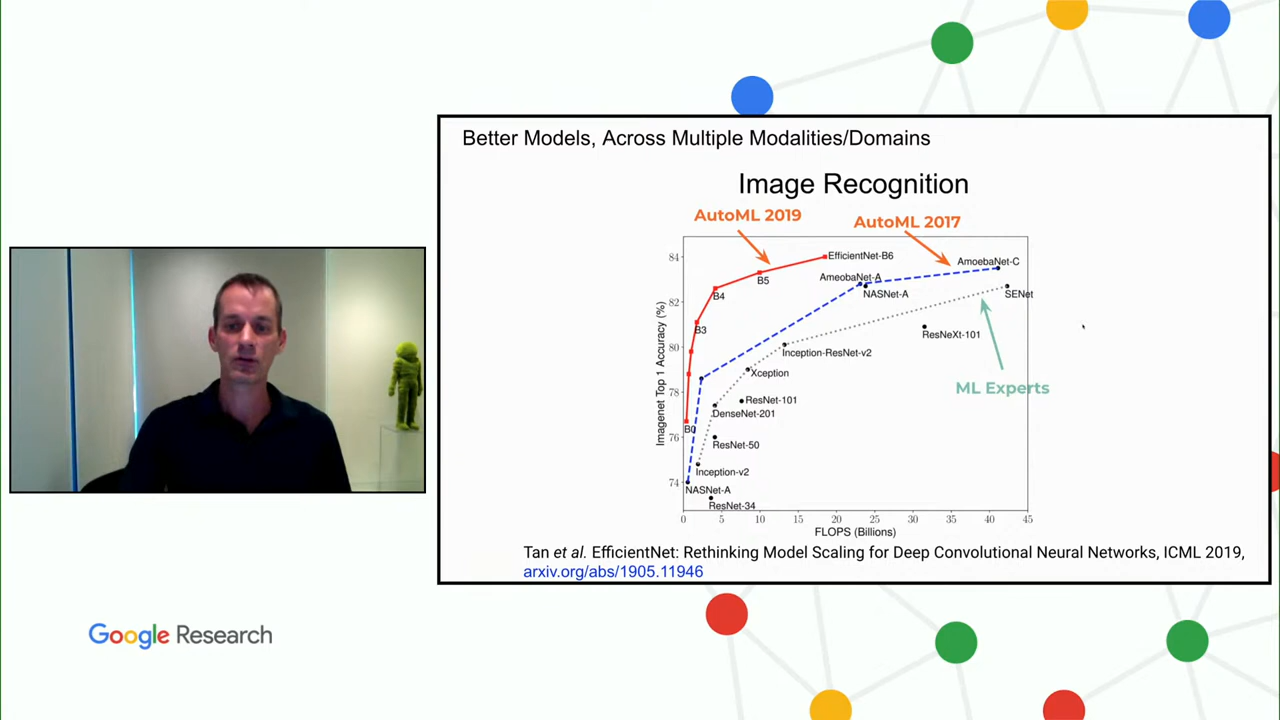 Better Models, Across Multiple Modalities/Domains
Image Recognition
AutoML 2019
AutoML 2017
84
82
80
78
76
74
Imagenet Top 1 Accuracy (%)
EfficientNet-B6
AmoebaNet-C
AmeobaNet-A
B5
NASNet-A
SENet
B4
B3
ResNeXt-101
Inception-ResNet-v2
Xception
ML Experts
ResNet-101
DenseNet-201
B0
ResNet-50
Inception-v2
NASNet-A
ResNet-34
0 5 10 15 20 25 30 35 40 45
FLOPS (Billions)
Tan et al. EfficientNet: Rethinking Model Scaling for Deep Convolutional Neural Networks, ICML 2019,
arxiv.org/abs/1905.11946
Google Research